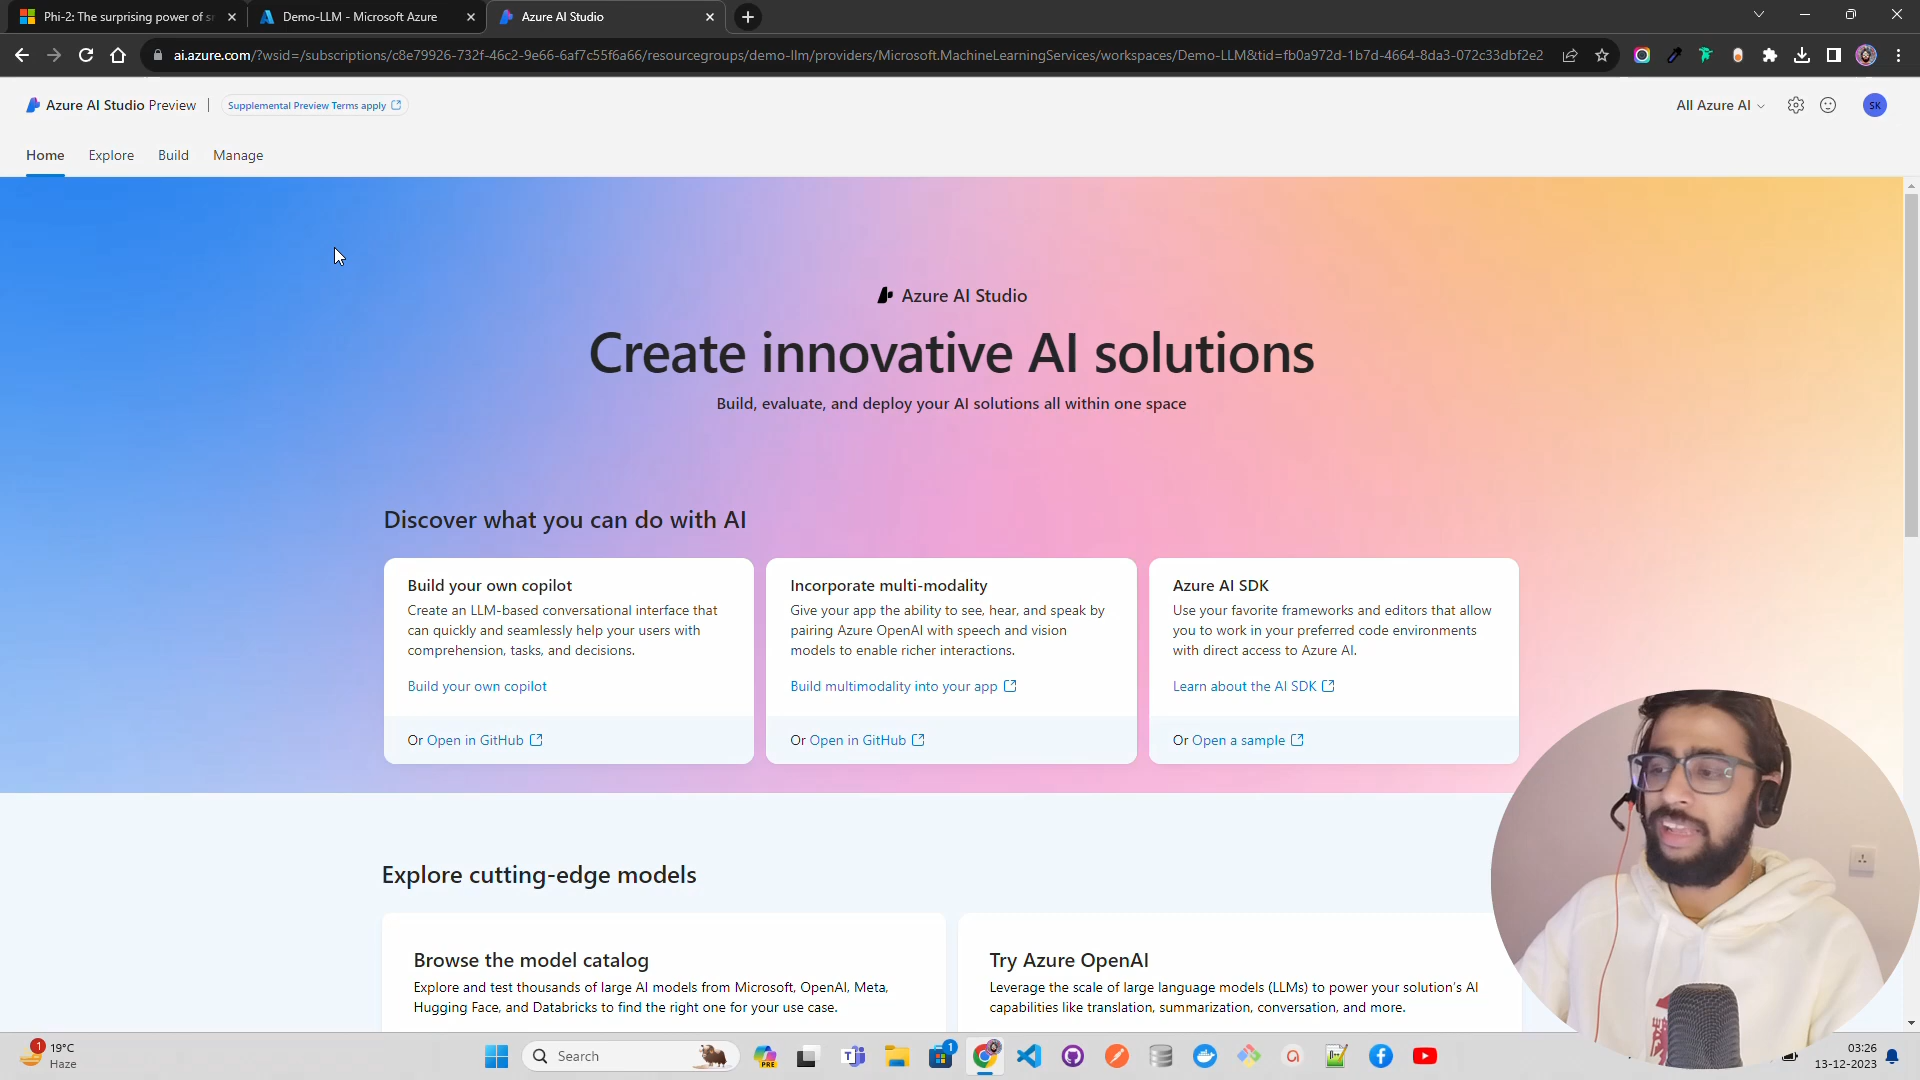 Phi-2: The surprising power of s
Demo-LLM - Microsoft Azure
Azure AI Studio
ai.azure.com/?wsid=/subscriptions/c8e79926-732f-46c2-9e66-6af7c55f6a66/resourcegroups/demo-llm/providers/Microsoft.MachineLearningServices/workspaces/Demo-LLM&tid=fb0a972d-1b7d-4664-8da3-072c33dbf2e2
Azure AI Studio Preview
Supplemental Preview Terms apply
All Azure AI
SK
Home
Explore
Build
Manage
Azure AI Studio
Create innovative AI solutions
Build, evaluate, and deploy your AI solutions all within one space
Discover what you can do with AI
Build your own copilot
Create an LLM-based conversational interface that
can quickly and seamlessly help your users with
comprehension, tasks, and decisions.
Build your own copilot
Or Open in GitHub
Incorporate multi-modality
Give your app the ability to see, hear, and speak by
pairing Azure OpenAI with speech and vision
models to enable richer interactions.
Build multimodality into your app
Or Open in GitHub
Azure AI SDK
Use your favorite frameworks and editors that allow
you to work in your preferred code environments
with direct access to Azure AI.
Learn about the AI SDK
Or Open a sample
Explore cutting-edge models
Browse the model catalog
Explore and test thousands of large AI models from Microsoft, OpenAI, Meta,
Hugging Face, and Databricks to find the right one for your use case.
Try Azure OpenAI
Leverage the scale of large language models (LLMs) to power your solution's AI
capabilities like translation, summarization, conversation, and more.
1
19°C
Haze
Search
PRE
1
03:26
13-12-2023